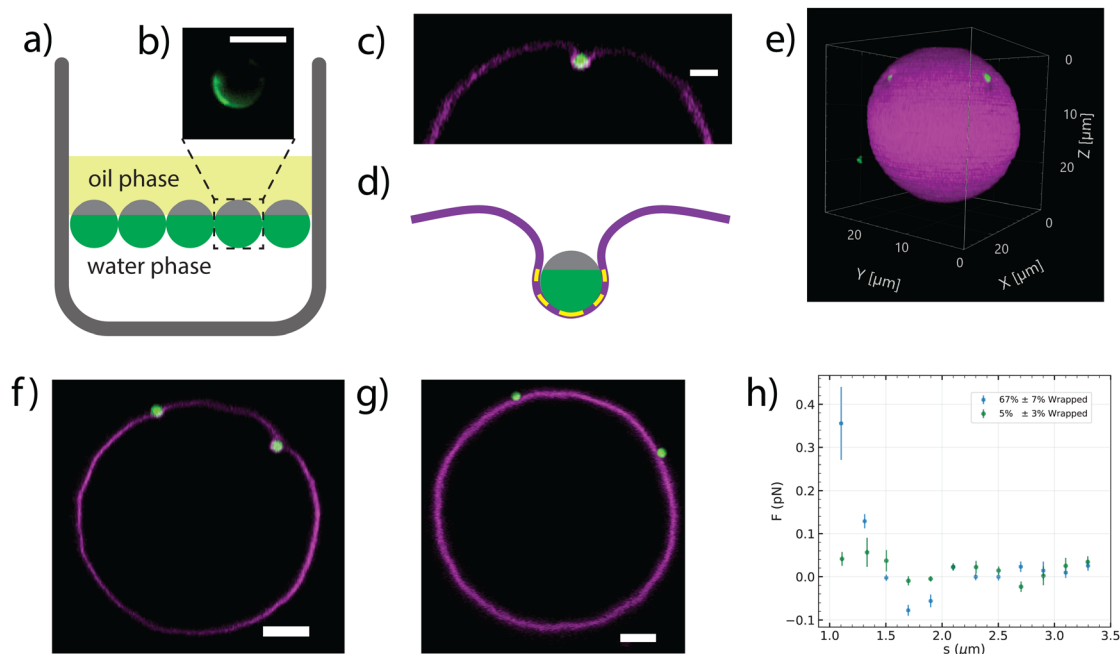 a)
b)
oil phase
water phase
c)
d)
e)
0
10
20
Z [μm]
0
10
20
X [μm]
0
10
20
Y [μm]
f)
g)
h)
67% ± 7% Wrapped
5% ± 3% Wrapped
0.4
0.3
0.2
0.1
0.0
−0.1
F (pN)
1.0 1.5 2.0 2.5 3.0 3.5
s (μm)